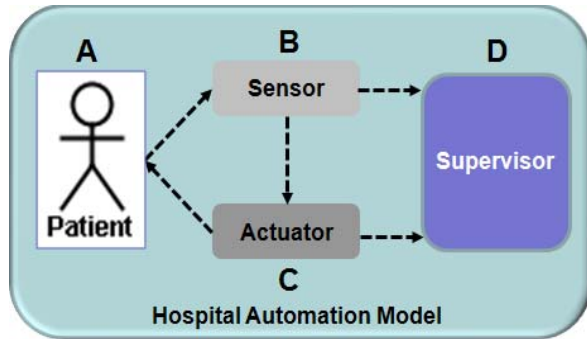 A
B
D
Sensor
Supervisor
Patient
Actuator
C
Hospital Automation Model